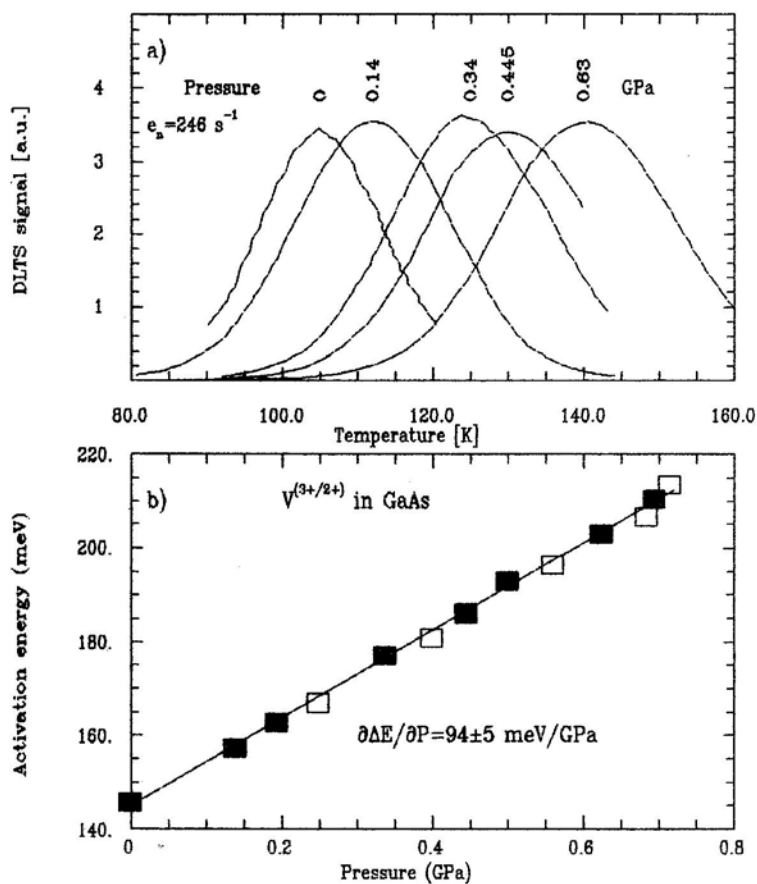 a)
Pressure 0 0.14 0.34 0.445 0.63 GPa
eₙ=246 s⁻¹
DLTS signal [a.u.]
4
3
2
1
80.0 100.0 120.0 140.0 160.0
Temperature [K]
b) V(3+/2+) in GaAs
Activation energy (meV)
220.
200.
180.
160.
140.
∂ΔE/∂P=94±5 meV/GPa
0 0.2 0.4 0.6 0.8
Pressure (GPa)